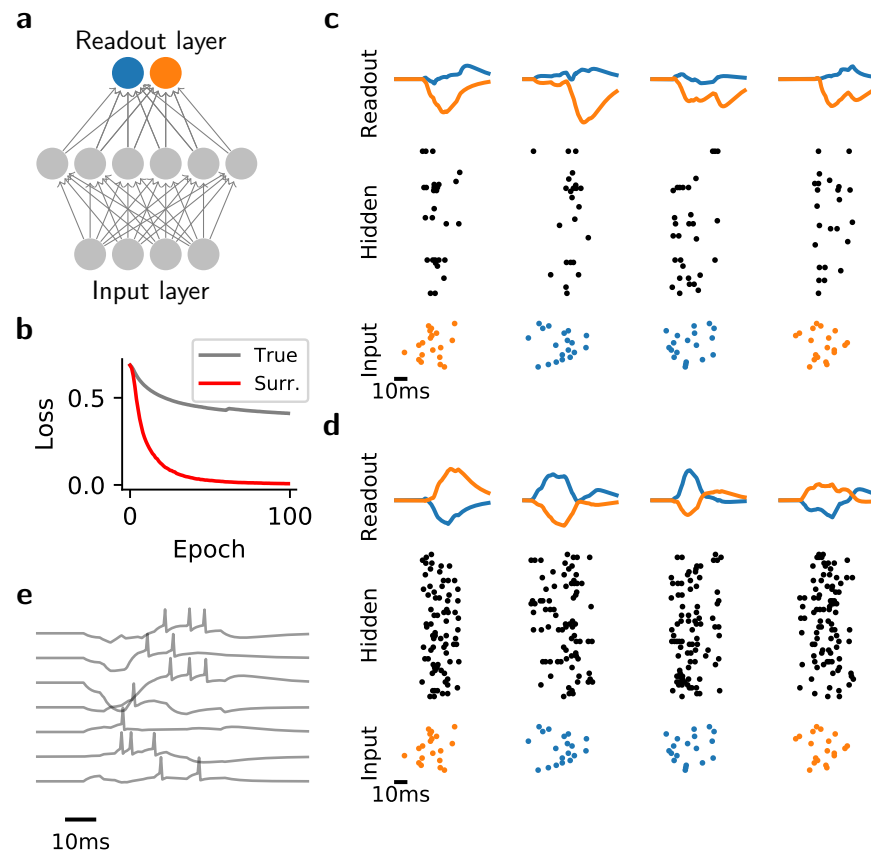 a
Readout layer
Input layer
b
True
Surr.
0.5
0.0
Loss
0
100
Epoch
e
10ms
c
Readout
Hidden
Input
10ms
d
Readout
Hidden
Input
10ms